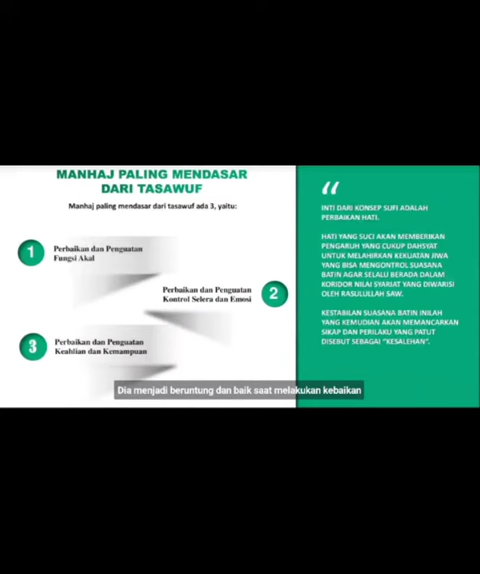 MANHAJ PALING MENDASAR
DARI TASAWUF
Manhaj paling mendasar dari tasawuf ada 3, yaitu:
1
Perbaikan dan Penguatan
Fungsi Akal
Perbaikan dan Penguatan
Kontrol Selera dan Emosi
2
3
Perbaikan dan Penguatan
Keahlian dan Kemampuan
“
INTI DARI KONSEP SUFI ADALAH
PERBAIKAN HATI.
HATI YANG SUCI AKAN MEMBERIKAN
PENGARUH YANG CUKUP DAHSYAT
UNTUK MELAHIRKAN KEKUATAN JIWA
YANG BISA MENGONTROL SUASANA
BATIN AGAR SELALU BERADA DALAM
KORIDOR NILAI SYARIAT YANG DIWARISI
OLEH RASULULLAH SAW.
KESTABILAN SUASANA BATIN INILAH
YANG KEMUDIAN AKAN MEMANCARKAN
SIKAP DAN PERILAKU YANG PATUT
DISEBUT SEBAGAI “KESALEHAN”.
Dia menjadi beruntung dan baik saat melakukan kebaikan